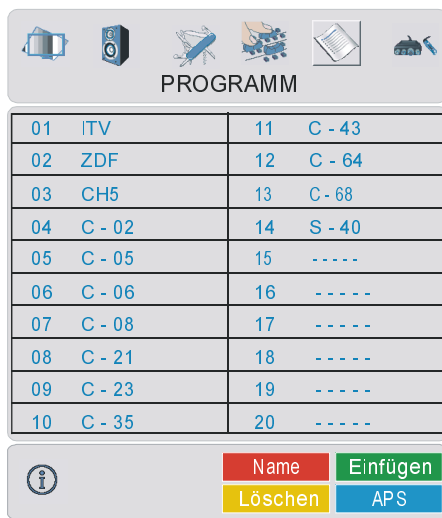 PROGRAMM
01 ITV
02 ZDF
03 CH5
04 C - 02
05 C - 05
06 C - 06
07 C - 08
08 C - 21
09 C - 23
10 C - 35
11 C - 43
12 C - 64
13 C - 68
14 S - 40
15 - - - - -
16 - - - - -
17 - - - - -
18 - - - - -
19 - - - - -
20 - - - - -
i
Name
Einfügen
Löschen
APS